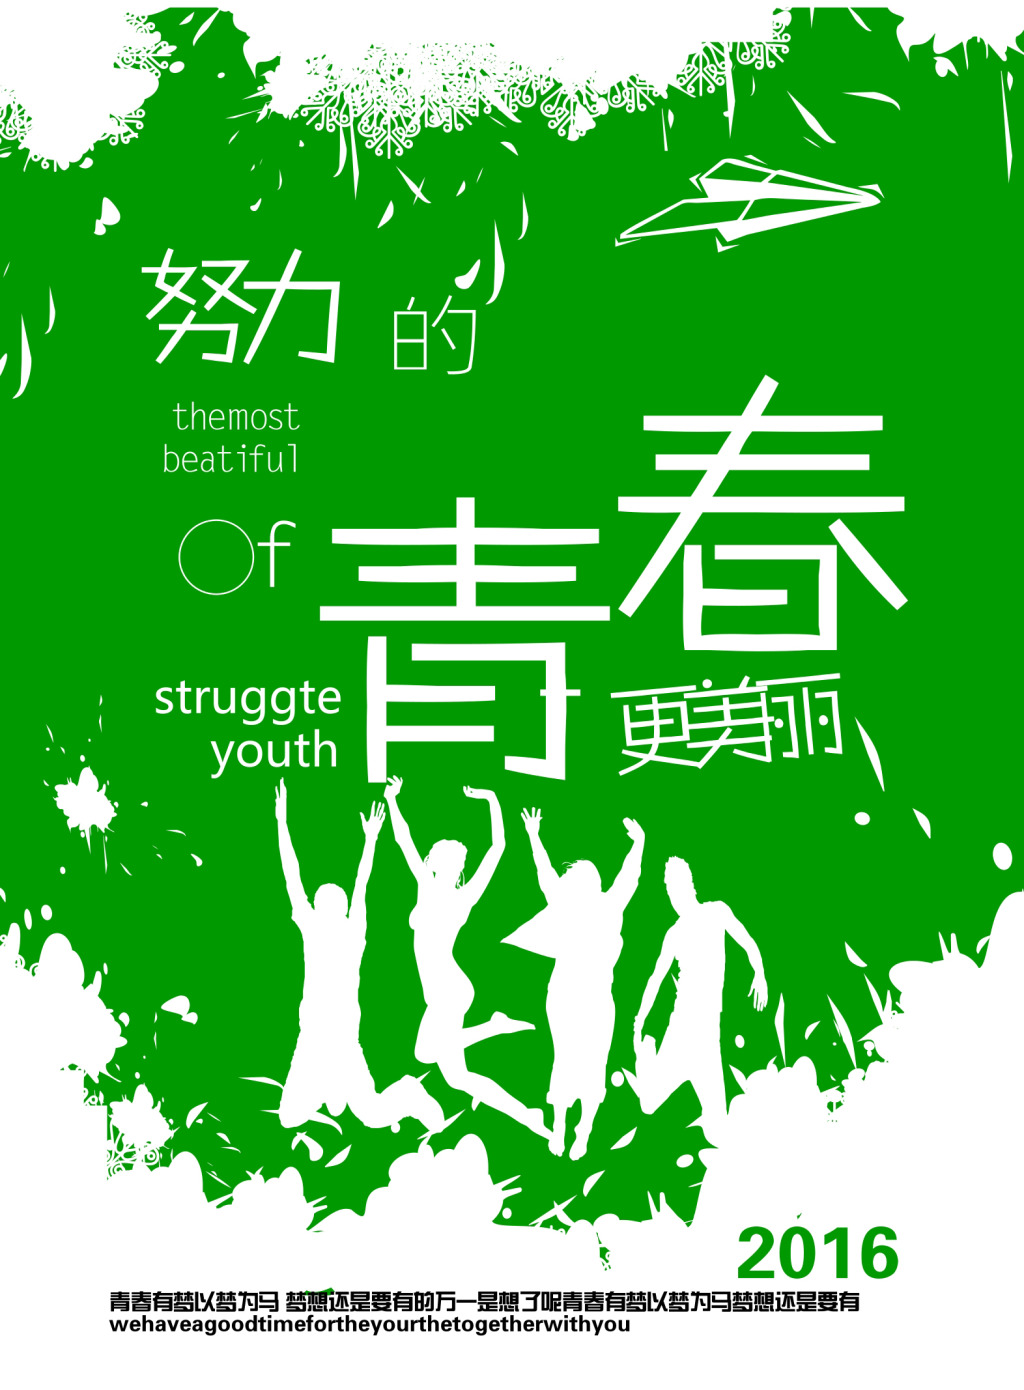 努力的
themost
beatiful
Of
青春
struggte
youth
更美丽
2016
青春有梦以梦为马 梦想还是要有的万一是想了呢青春有梦以梦为马梦想还是要有
wehaveagoodtimefortheyourthetogetherwithyou